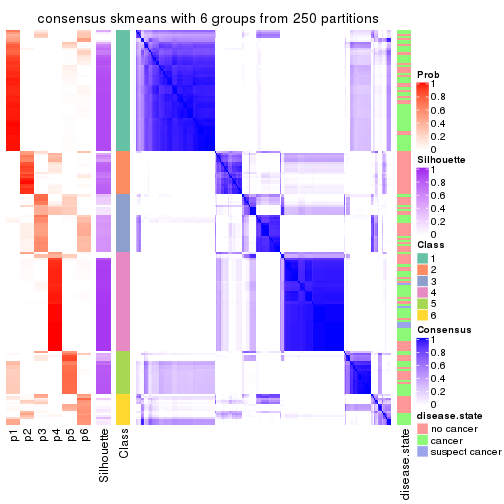 consensus skmeans with 6 groups from 250 partitions
Prob
1
0.8
0.6
0.4
0.2
0
Silhouette
1
0.8
0.6
0.4
0.2
0
Class
1
2
3
4
5
6
Consensus
1
0.8
0.6
0.4
0.2
0
disease.state
no cancer
cancer
suspect cancer
p1
p2
p3
p4
p5
p6
Silhouette
Class
disease.state